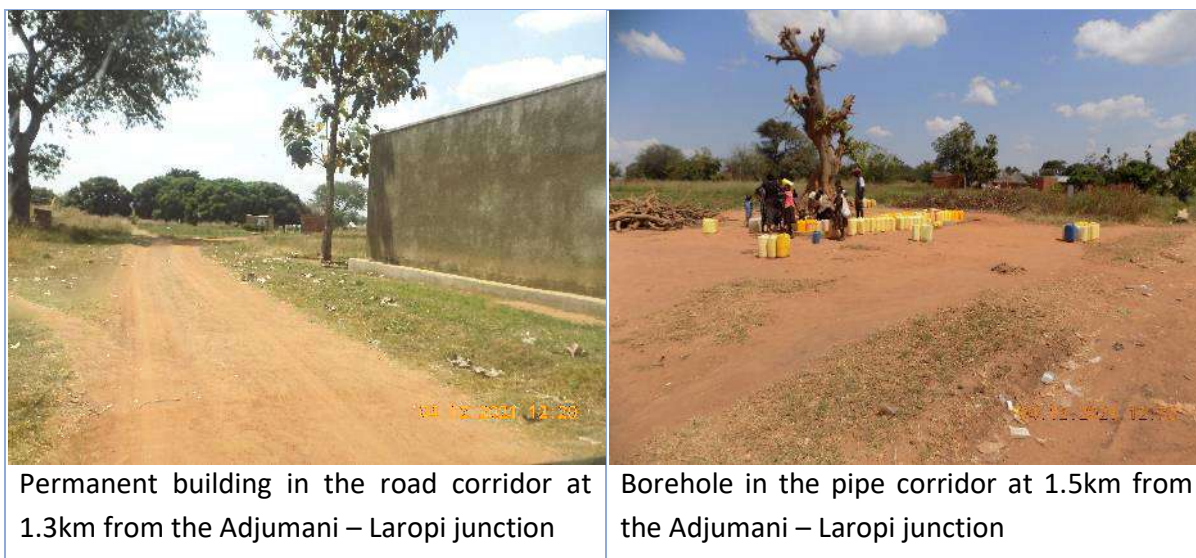 Permanent building in the road corridor at
1.3km from the Adjumani – Laropi junction
Borehole in the pipe corridor at 1.5km from
the Adjumani – Laropi junction